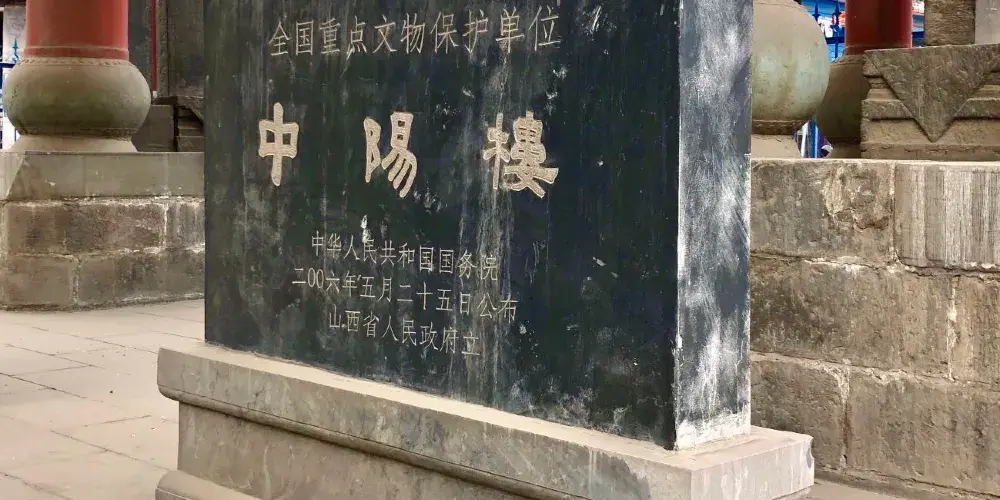 全国重点文物保护单位
中陽樓
中华人民共和国国务院
二〇〇六年五月二十五日公布
山西省人民政府立